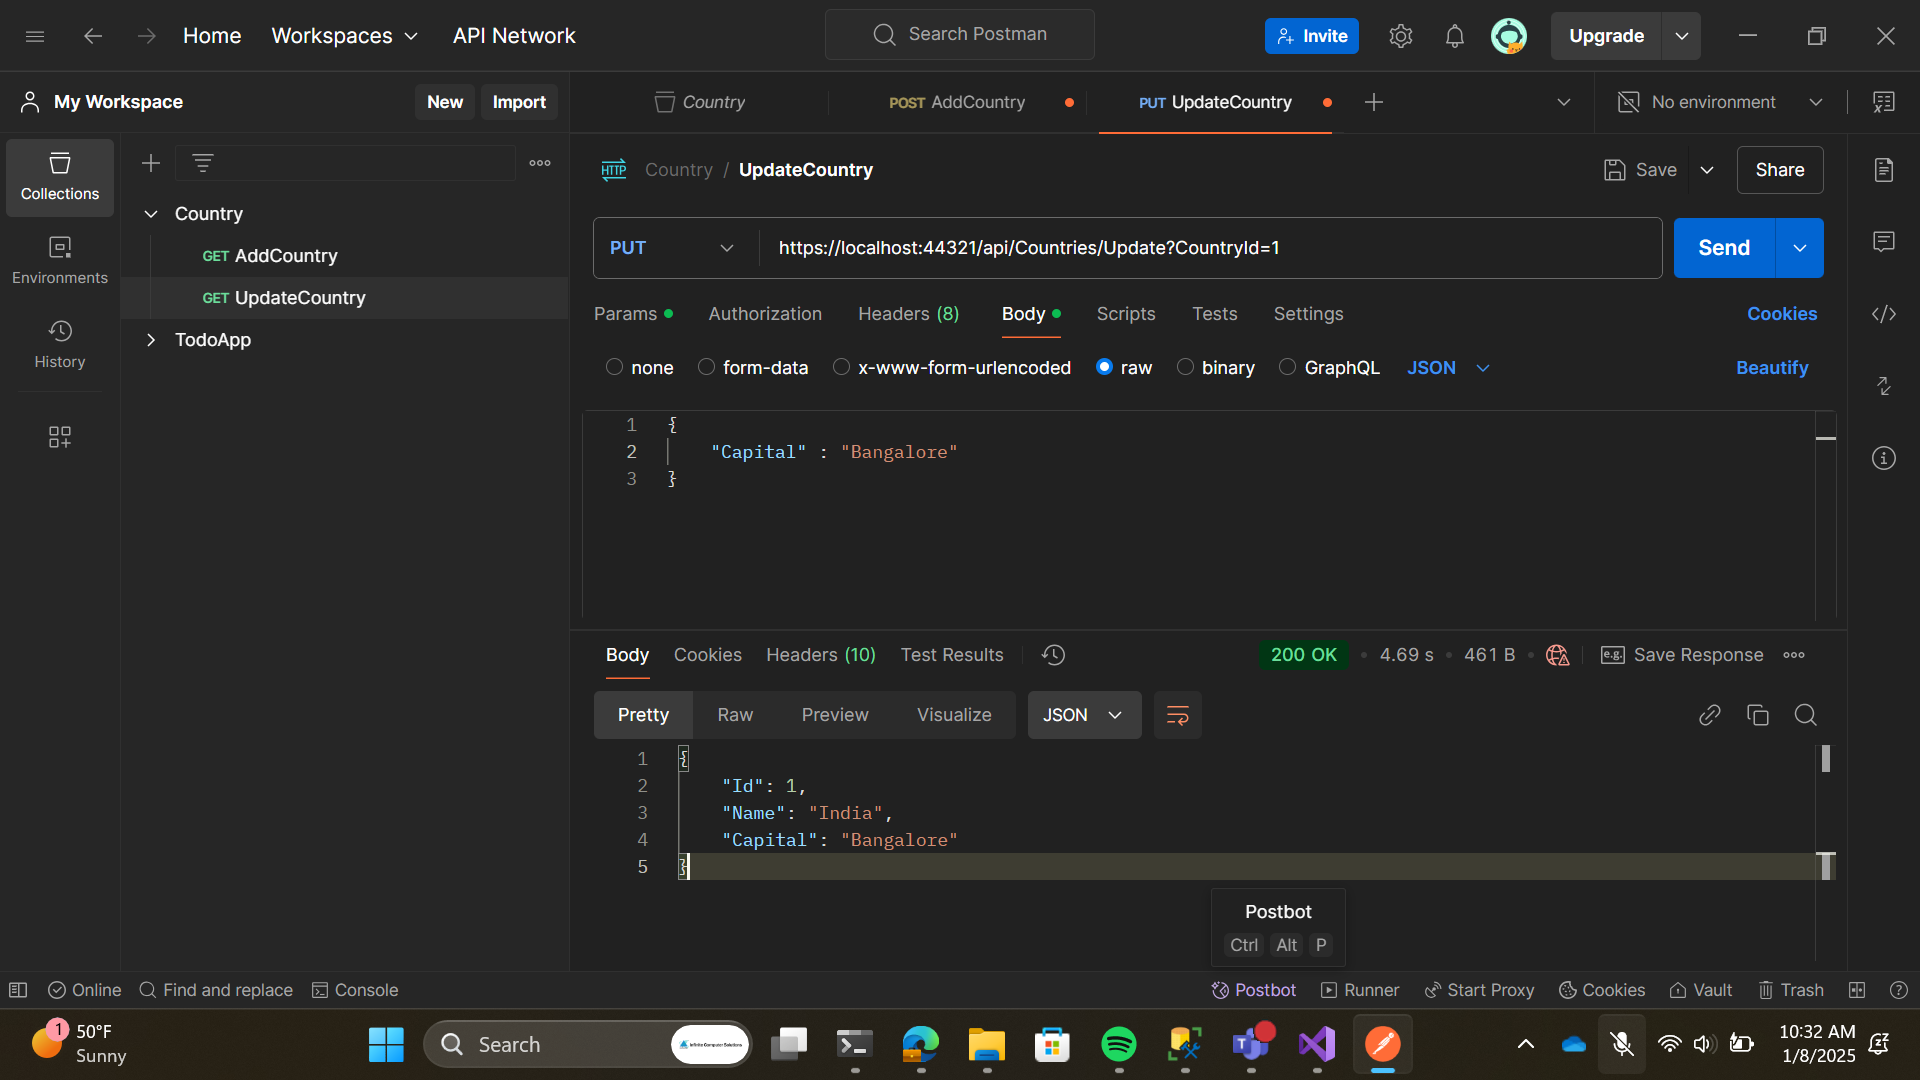 Home
Workspaces
API Network
Search Postman
Invite
Upgrade
My Workspace
New
Import
Country
POST AddCountry
PUT UpdateCountry
No environment
Collections
Environments
History
Country
GET AddCountry
GET UpdateCountry
TodoApp
HTTP
Country / UpdateCountry
Save
Share
PUT
https://localhost:44321/api/Countries/Update?CountryId=1
Send
Params
Authorization
Headers (8)
Body
Scripts
Tests
Settings
Cookies
none
form-data
x-www-form-urlencoded
raw
binary
GraphQL
JSON
Beautify
1 {
2 "Capital" : "Bangalore"
3 }
Body
Cookies
Headers (10)
Test Results
200 OK
4.69 s
461 B
e.g.
Save Response
Pretty
Raw
Preview
Visualize
JSON
1 {
2 "Id": 1,
3 "Name": "India",
4 "Capital": "Bangalore"
5 }
Postbot
Ctrl Alt P
Online
Find and replace
Console
Postbot
Runner
Start Proxy
Cookies
Vault
Trash
1
50°F
Sunny
Search
Infinite Computer Solutions
10:32 AM
1/8/2025